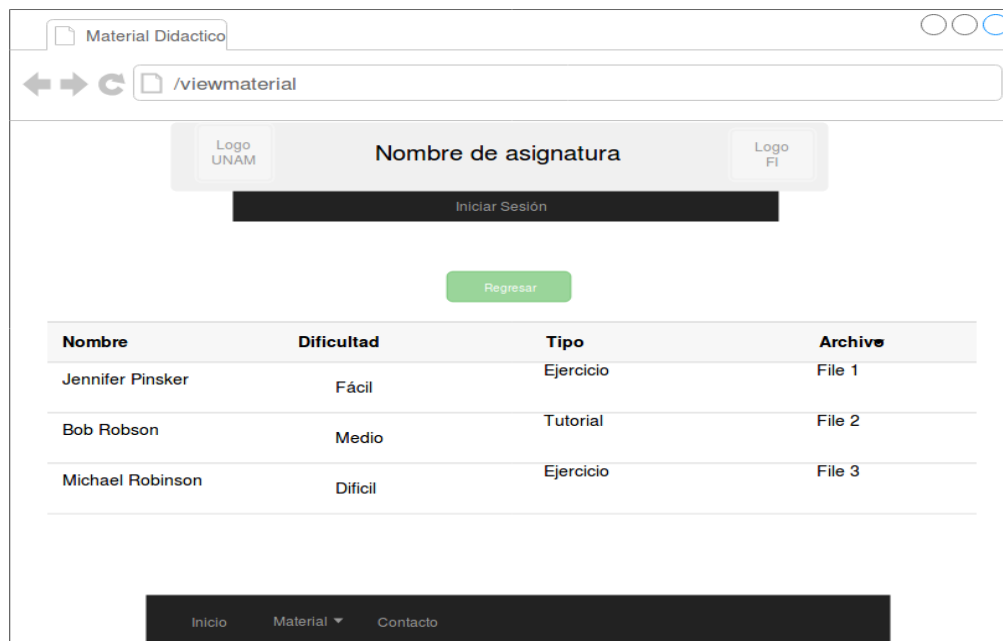 Material Didactico
/viewmaterial
Logo
UNAM
Nombre de asignatura
Logo
FI
Iniciar Sesión
Regresar
Nombre Dificultad Tipo Archivo
Jennifer Pinsker Fácil Ejercicio File 1
Bob Robson Medio Tutorial File 2
Michael Robinson Dificil Ejercicio File 3
Inicio Material Contacto